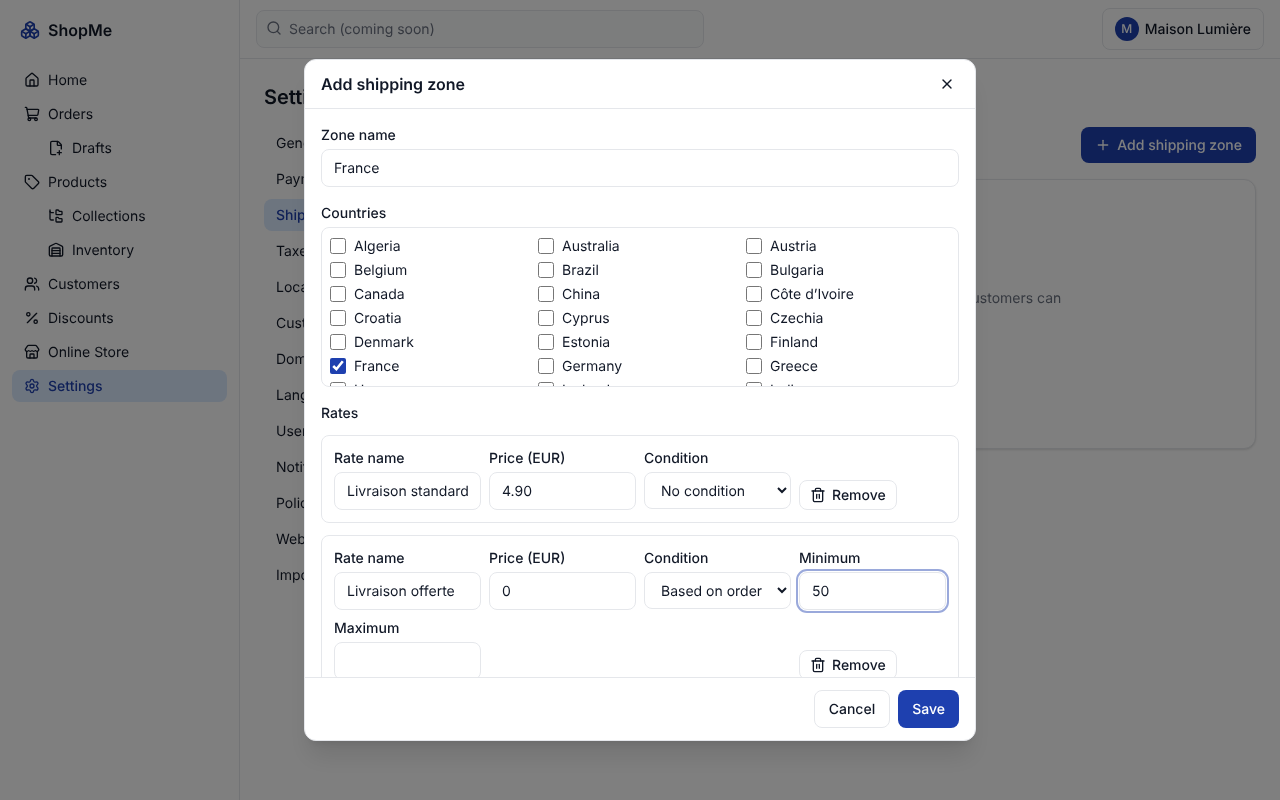 ShopMe
Search (coming soon)
M
Maison Lumière
Home
Orders
Drafts
Products
Collections
Inventory
Customers
Discounts
Online Store
Settings
Add shipping zone
Add shipping zone
Zone name
France
Countries
Algeria
Australia
Austria
Belgium
Brazil
Bulgaria
Canada
China
Côte d’Ivoire
Croatia
Cyprus
Czechia
Denmark
Estonia
Finland
France
Germany
Greece
Rates
Rate name
Price (EUR)
Condition
Livraison standard
4.90
No condition
Remove
Rate name
Price (EUR)
Condition
Minimum
Livraison offerte
0
Based on order
50
Maximum
Remove
Cancel
Save
ustomers can